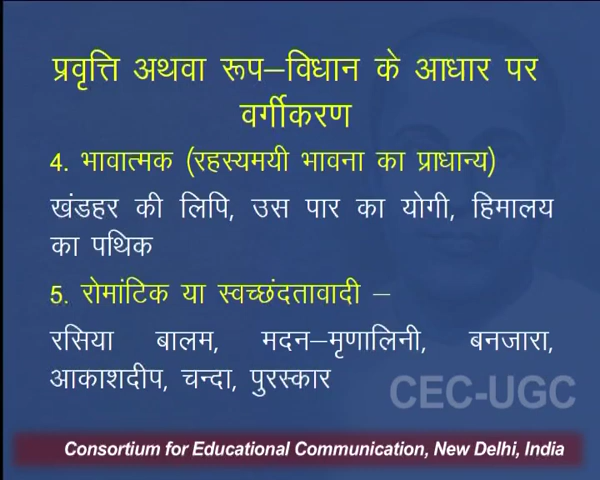 प्रवृत्ति अथवा रूप–विधान के आधार पर
वर्गीकरण
4. भावात्मक (रहस्यमयी भावना का प्राधान्य)
खंडहर की लिपि, उस पार का योगी, हिमालय
का पथिक
5. रोमांटिक या स्वच्छंदतावादी –
रसिया बालम, मदन–मृणालिनी, बनजारा,
आकाशदीप, चन्दा, पुरस्कार
CEC-UGC
Consortium for Educational Communication, New Delhi, India